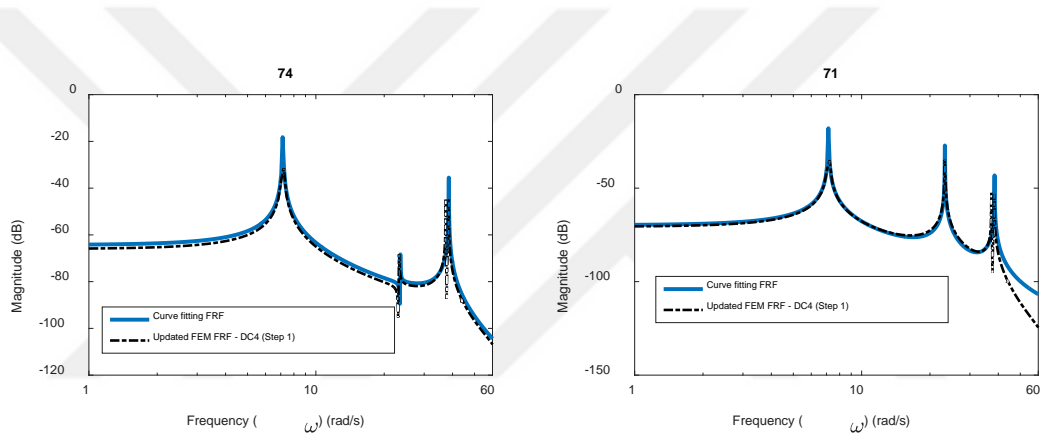 74
0
-20
-40
-60
-80
-100
-120
Magnitude (dB)
Curve fitting FRF
Updated FEM FRF - DC4 (Step 1)
1
10
60
Frequency ( ω) (rad/s)
71
0
-50
-100
-150
Magnitude (dB)
Curve fitting FRF
Updated FEM FRF - DC4 (Step 1)
1
10
60
Frequency ( ω) (rad/s)